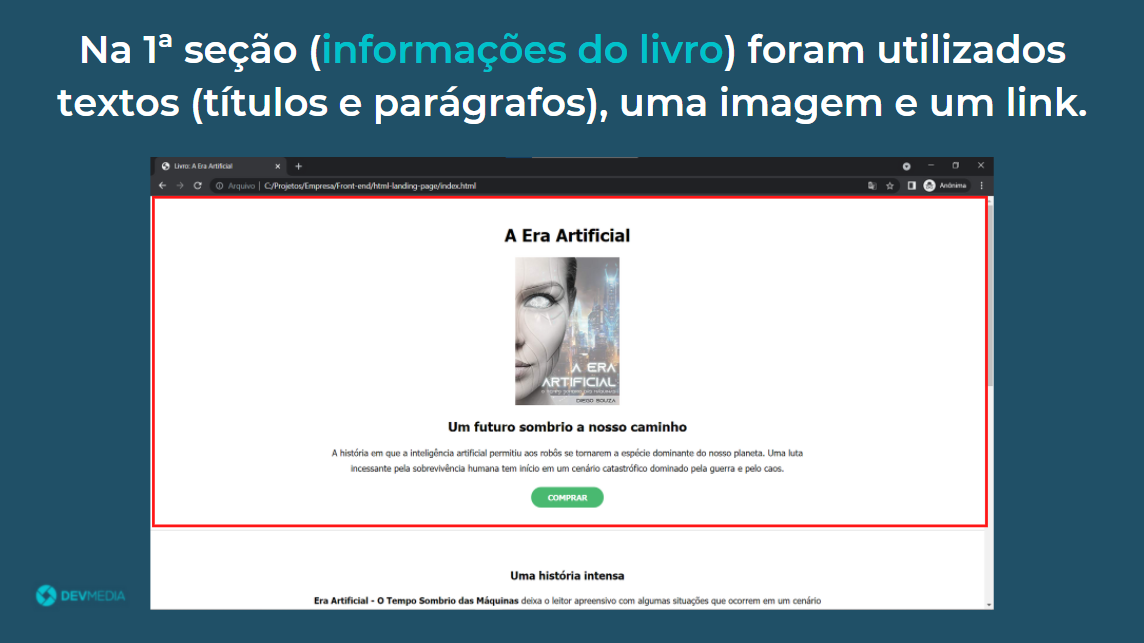 Na 1ª seção (informações do livro) foram utilizados
textos (títulos e parágrafos), uma imagem e um link.
Livro: A Era Artificial
Arquivo | C:/Projetos/Empresa/Front-end/html-landing-page/index.html
Anônima
A Era Artificial
A ERA
ARTIFICIAL
DIEGO SOUZA
Um futuro sombrio a nosso caminho
A história em que a inteligência artificial permitiu aos robôs se tornarem a espécie dominante do nosso planeta. Uma luta
incessante pela sobrevivência humana tem início em um cenário catastrófico dominado pela guerra e pelo caos.
COMPRAR
Uma história intensa
Era Artificial - O Tempo Sombrio das Máquinas deixa o leitor apreensivo com algumas situações que ocorrem em um cenário
DEVMEDIA